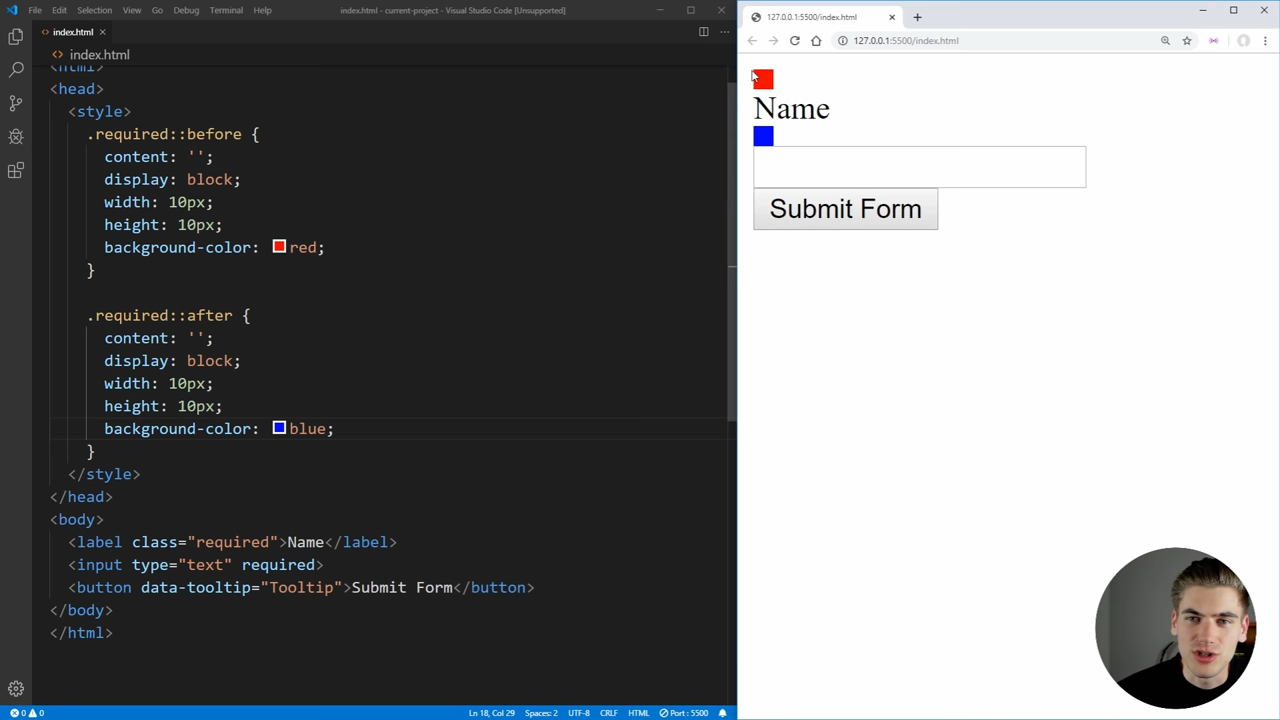 File Edit Selection View Go Debug Terminal Help
index.html - current-project - Visual Studio Code [Unsupported]
index.html
index.html
<html>
<head>
<style>
.required::before {
content: '';
display: block;
width: 10px;
height: 10px;
background-color: red;
}
.required::after {
content: '';
display: block;
width: 10px;
height: 10px;
background-color: blue;
}
</style>
</head>
<body>
<label class="required">Name</label>
<input type="text" required>
<button data-tooltip="Tooltip">Submit Form</button>
</body>
</html>
0 0
Ln 18, Col 29 Spaces: 2 UTF-8 CRLF HTML Port : 5500
127.0.0.1:5500/index.html
127.0.0.1:5500/index.html
Name
Submit Form